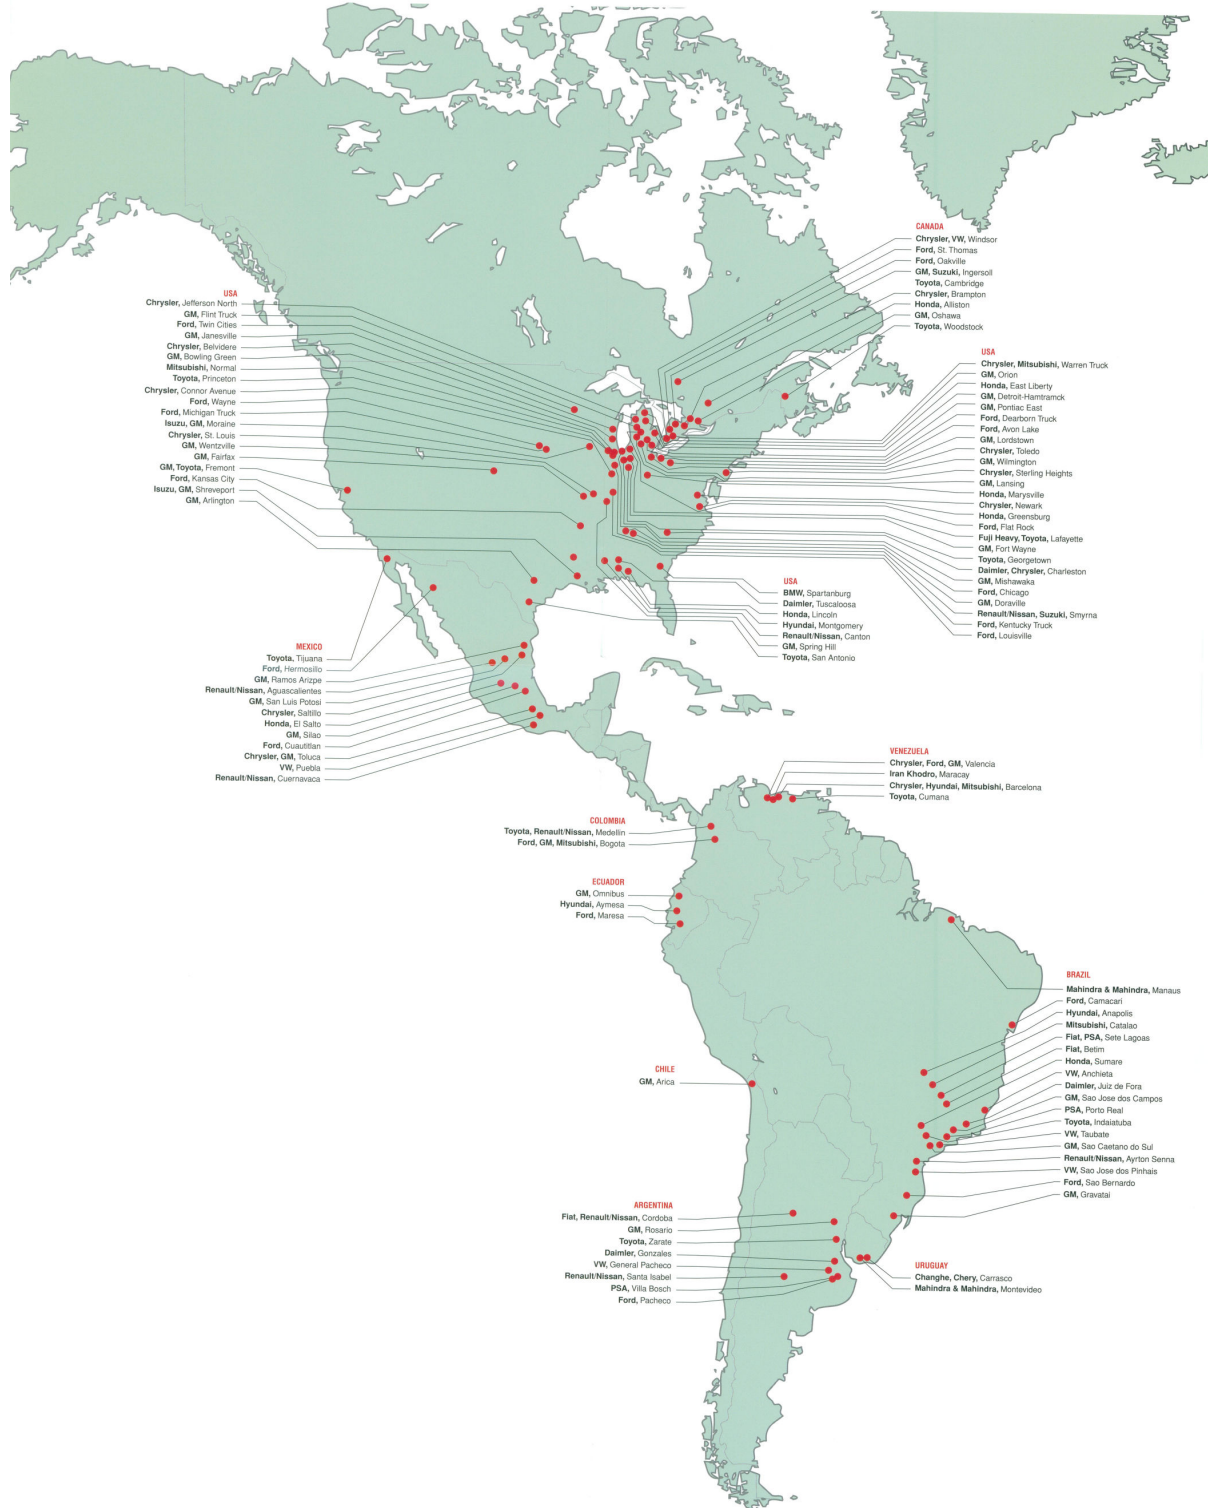 CANADA
Chrysler, VW, Windsor
Ford, St. Thomas
Ford, Oakville
GM, Suzuki, Ingersoll
Toyota, Cambridge
Chrysler, Brampton
Honda, Alliston
GM, Oshawa
Toyota, Woodstock
USA
Chrysler, Jefferson North
GM, Flint Truck
Ford, Twin Cities
GM, Janesville
Chrysler, Belvidere
GM, Bowling Green
Mitsubishi, Normal
Toyota, Princeton
Chrysler, Connor Avenue
Ford, Wayne
Ford, Michigan Truck
Isuzu, GM, Moraine
Chrysler, St. Louis
GM, Wentzville
GM, Fairfax
GM, Toyota, Fremont
Ford, Kansas City
Isuzu, GM, Shreveport
GM, Arlington
USA
Chrysler, Mitsubishi, Warren Truck
GM, Orion
Honda, East Liberty
GM, Detroit-Hamtramck
GM, Pontiac East
Ford, Dearborn Truck
Ford, Avon Lake
GM, Lordstown
Chrysler, Toledo
GM, Wilmington
Chrysler, Sterling Heights
GM, Lansing
Honda, Marysville
Chrysler, Newark
Honda, Greensburg
Ford, Flat Rock
Fuji Heavy, Toyota, Lafayette
GM, Fort Wayne
Toyota, Georgetown
Daimler, Chrysler, Charleston
GM, Mishawaka
Ford, Chicago
GM, Doraville
Renault/Nissan, Suzuki, Smyrna
Ford, Kentucky Truck
Ford, Louisville
USA
BMW, Spartanburg
Daimler, Tuscaloosa
Honda, Lincoln
Hyundai, Montgomery
Renault/Nissan, Canton
GM, Spring Hill
Toyota, San Antonio
MEXICO
Toyota, Tijuana
Ford, Hermosillo
GM, Ramos Arizpe
Renault/Nissan, Aguascalientes
GM, San Luis Potosi
Chrysler, Saltillo
Honda, El Salto
GM, Silao
Ford, Cuautitlan
Chrysler, GM, Toluca
VW, Puebla
Renault/Nissan, Cuernavaca
VENEZUELA
Chrysler, Ford, GM, Valencia
Iran Khodro, Maracay
Chrysler, Hyundai, Mitsubishi, Barcelona
Toyota, Cumana
COLOMBIA
Toyota, Renault/Nissan, Medellin
Ford, GM, Mitsubishi, Bogota
ECUADOR
GM, Omnibus
Hyundai, Aymesa
Ford, Maresa
BRAZIL
Mahindra & Mahindra, Manaus
Ford, Camacari
Hyundai, Anapolis
Mitsubishi, Catalao
Fiat, PSA, Sete Lagoas
Fiat, Betim
Honda, Sumare
VW, Anchieta
Daimler, Juiz de Fora
GM, Sao Jose dos Campos
PSA, Porto Real
Toyota, Indaiatuba
VW, Taubate
GM, Sao Caetano do Sul
Renault/Nissan, Ayrton Senna
VW, Sao Jose dos Pinhais
Ford, Sao Bernardo
GM, Gravatai
CHILE
GM, Arica
ARGENTINA
Fiat, Renault/Nissan, Cordoba
GM, Rosario
Toyota, Zarate
Daimler, Gonzales
VW, General Pacheco
Renault/Nissan, Santa Isabel
PSA, Villa Bosch
Ford, Pacheco
URUGUAY
Changhe, Chery, Carrasco
Mahindra & Mahindra, Montevideo